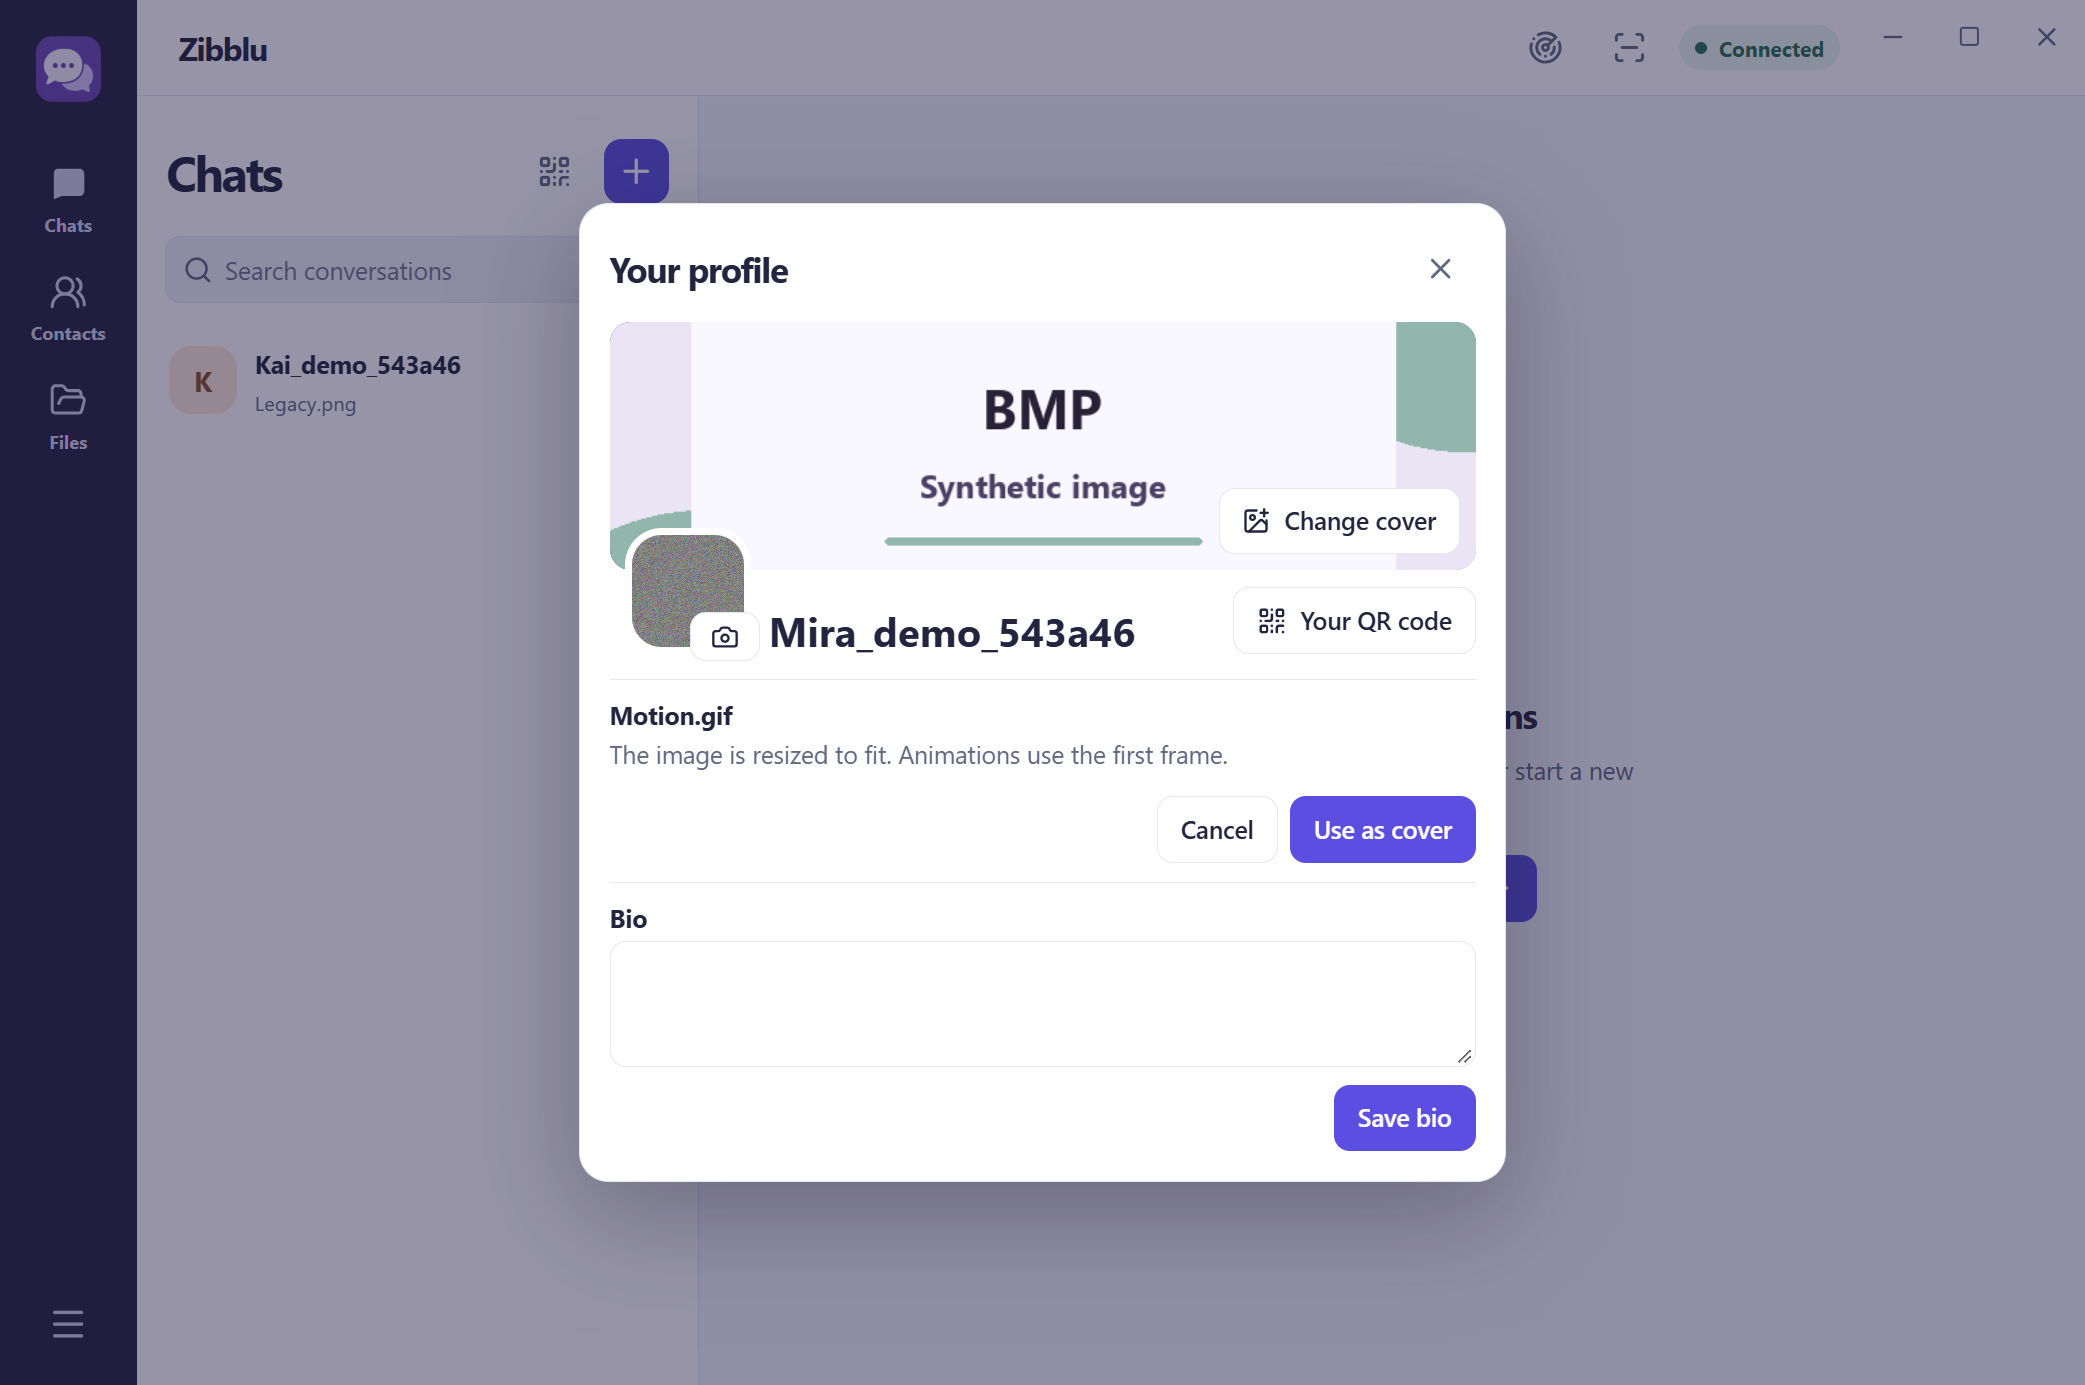 Zibblu
Connected
Chats
Contacts
Files
Chats
Search conversations
K
Kai_demo_543a46
Legacy.png
Your profile
BMP
Synthetic image
Change cover
Mira_demo_543a46
Your QR code
Motion.gif
The image is resized to fit. Animations use the first frame.
Cancel
Use as cover
Bio
Save bio
ns
start a new